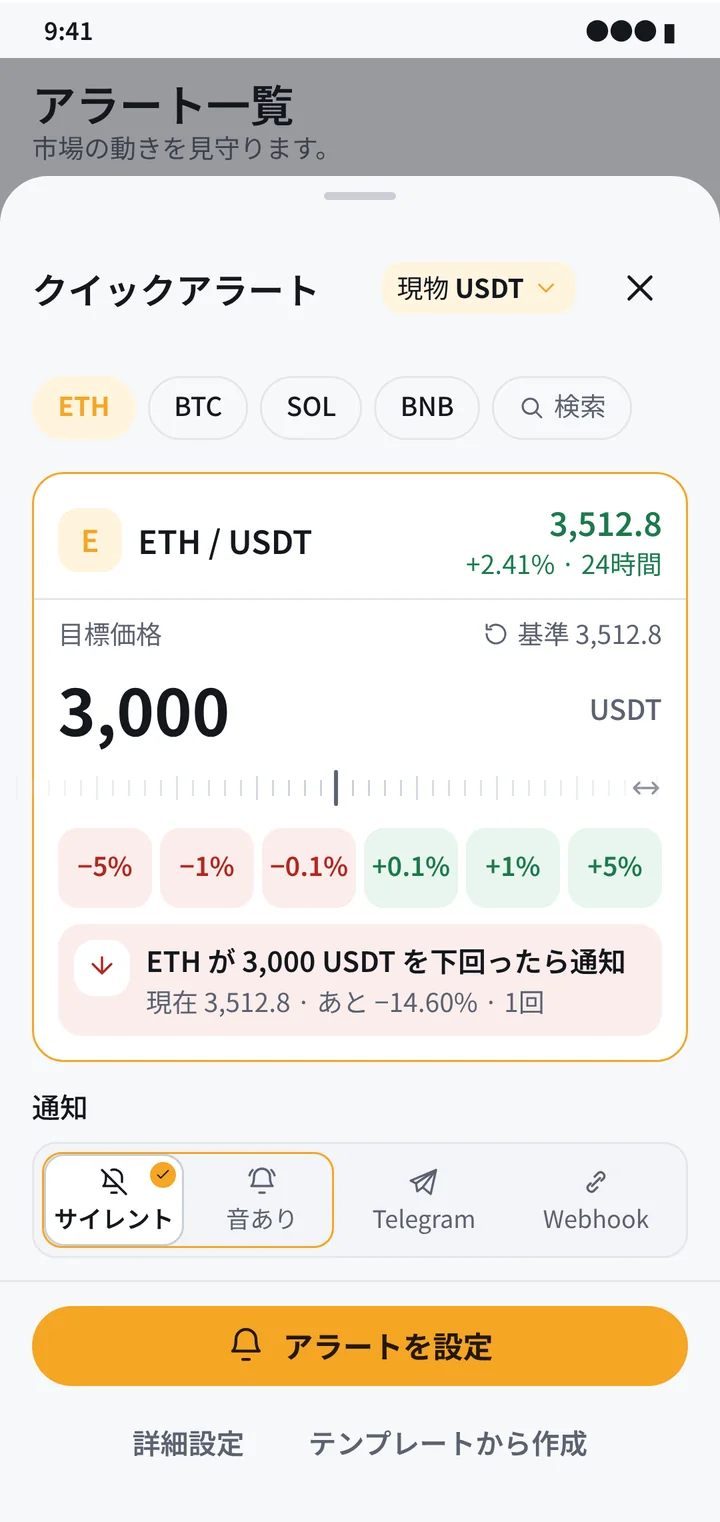 9:41
アラート一覧
市場の動きを見守ります。
クイックアラート
現物 USDT
ETH
BTC
SOL
BNB
検索
E
ETH / USDT
3,512.8
+2.41% · 24時間
目標価格
基準 3,512.8
3,000
USDT
−5%
−1%
−0.1%
+0.1%
+1%
+5%
ETH が 3,000 USDT を下回ったら通知
現在 3,512.8 · あと −14.60% · 1回
通知
サイレント
音あり
Telegram
Webhook
アラートを設定
詳細設定
テンプレートから作成